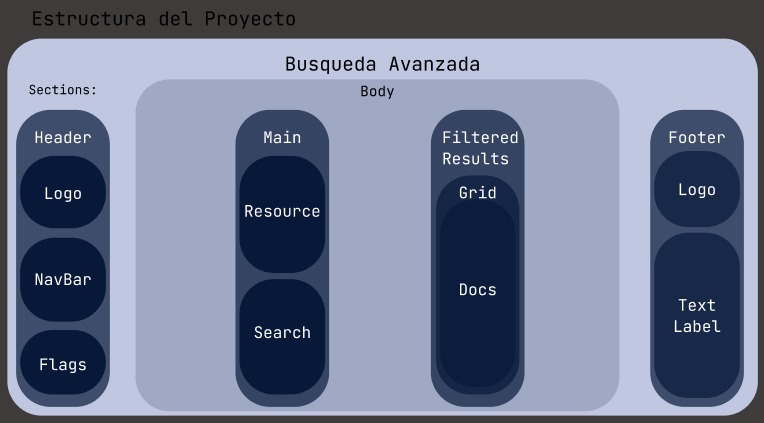 Estructura del Proyecto
Busqueda Avanzada
Sections:
Body
Header
Logo
NavBar
Flags
Main
Resource
Search
Filtered
Results
Grid
Docs
Footer
Logo
Text
Label